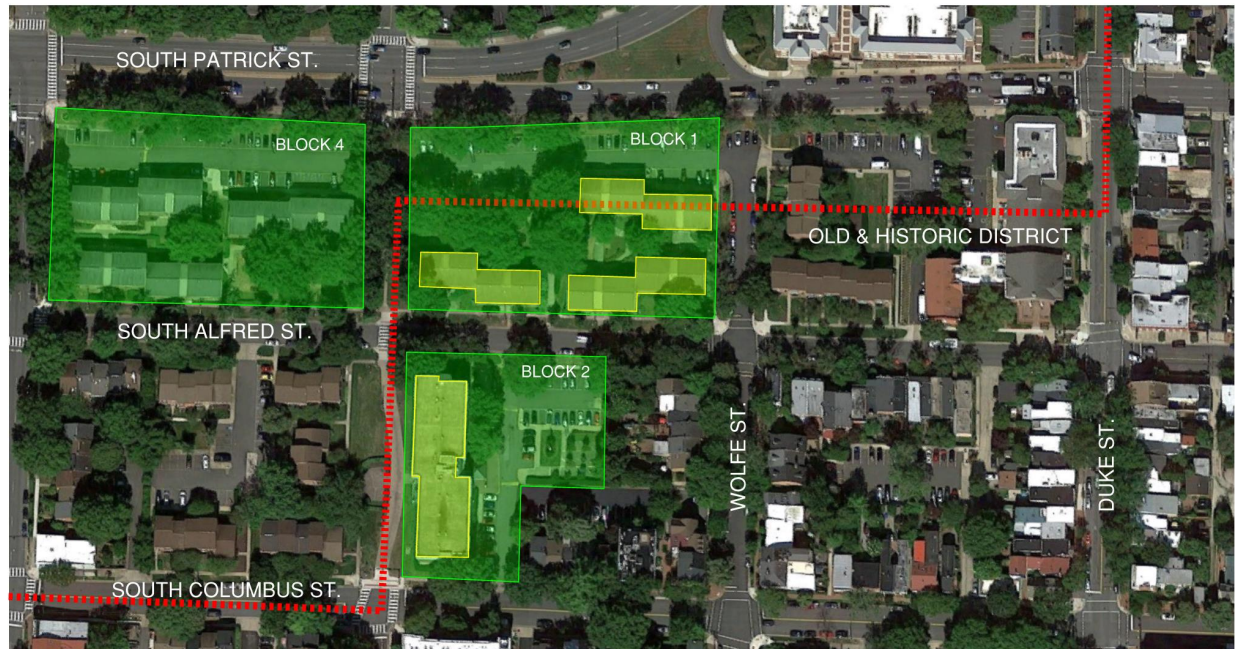 SOUTH PATRICK ST.
BLOCK 4
BLOCK 1
OLD & HISTORIC DISTRICT
SOUTH ALFRED ST.
BLOCK 2
WOLFE ST.
DUKE ST.
SOUTH COLUMBUS ST.